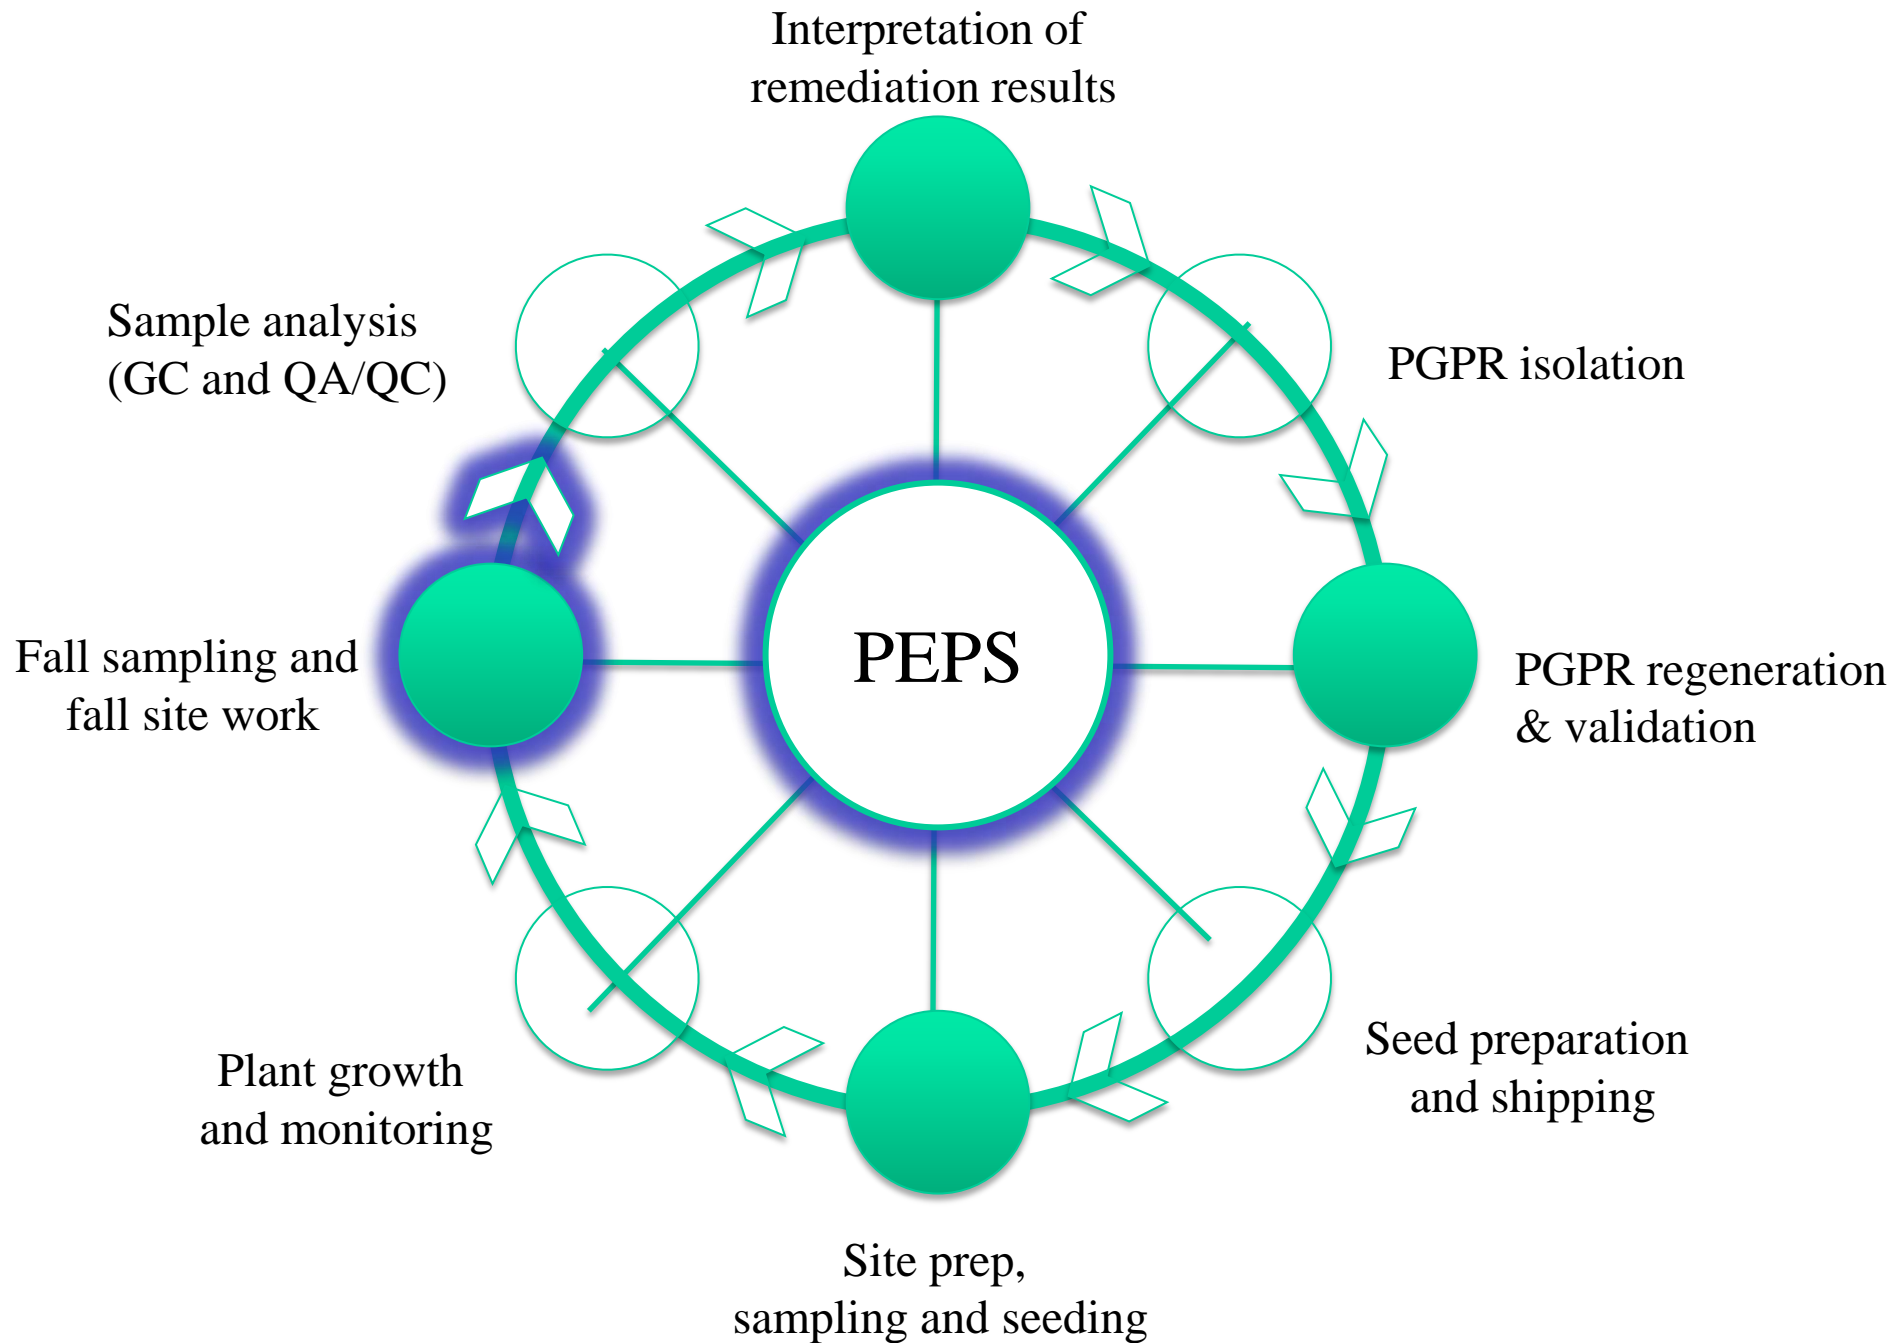 Interpretation of
remediation results
Sample analysis
(GC and QA/QC)
PGPR isolation
Fall sampling and
fall site work
PEPS
PGPR regeneration
& validation
Plant growth
and monitoring
Seed preparation
and shipping
Site prep,
sampling and seeding